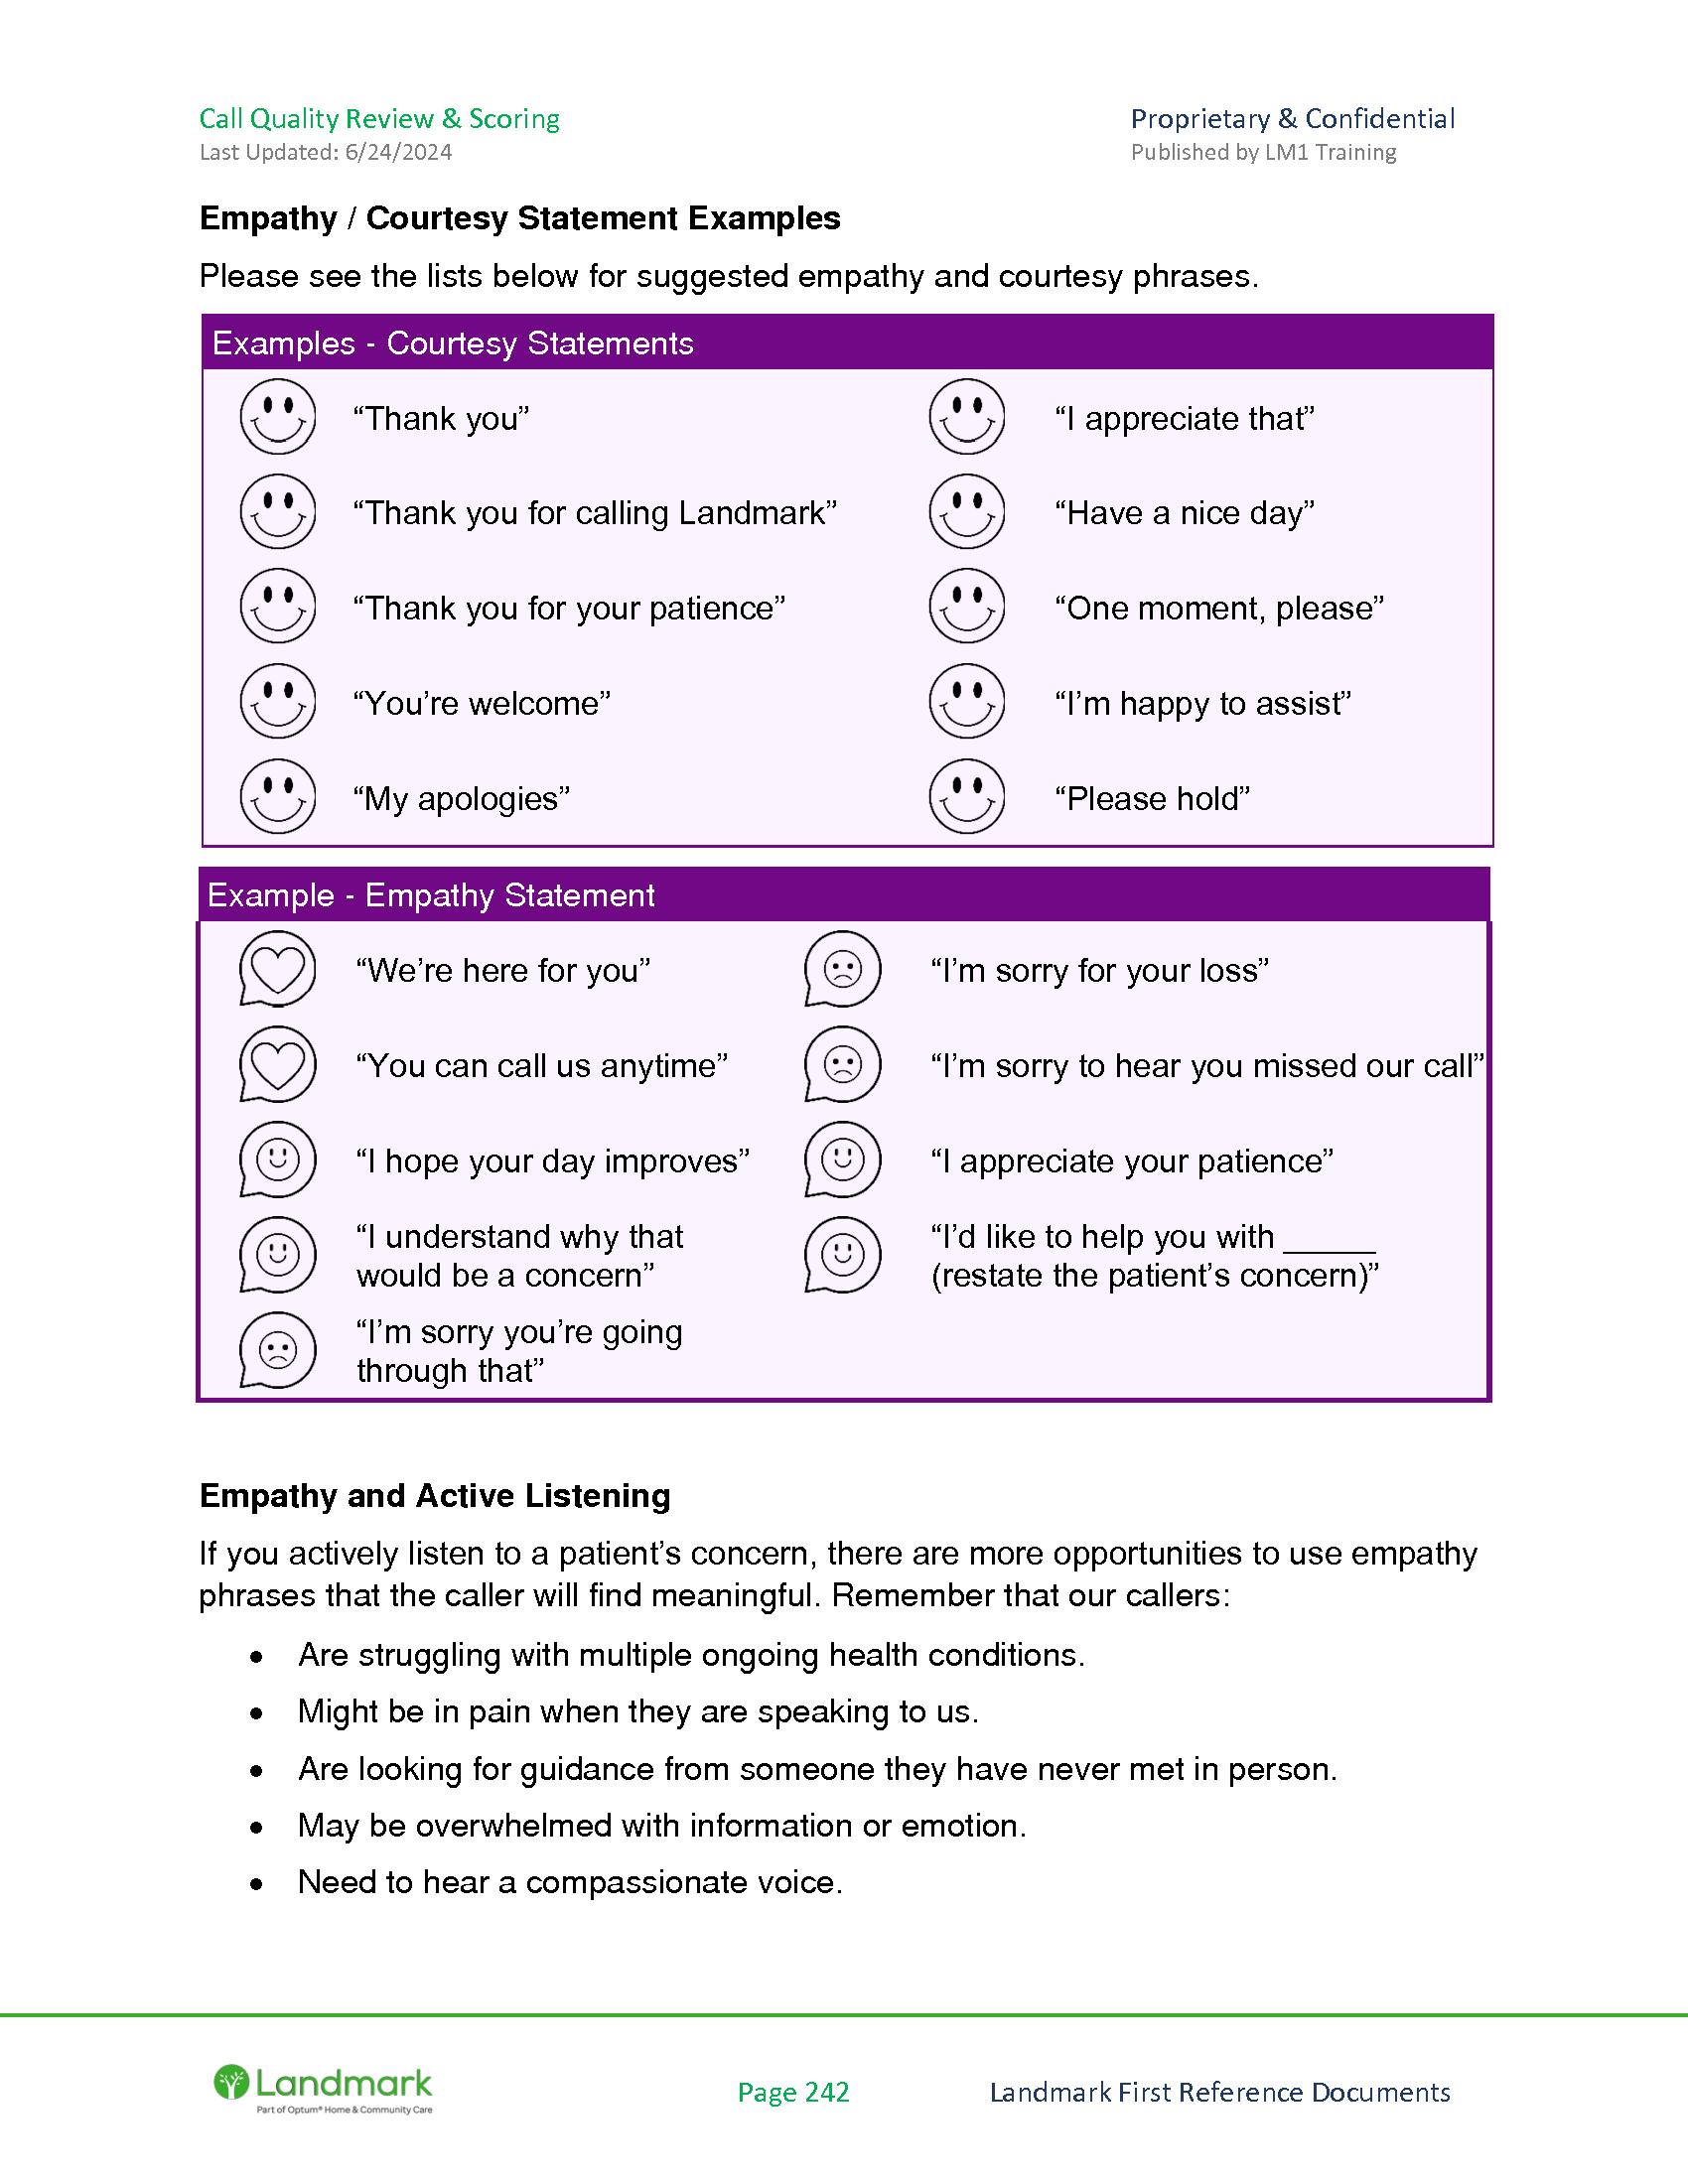 Call Quality Review & Scoring
Proprietary & Confidential
Last Updated: 6/24/2024
Published by LM1 Training
Empathy / Courtesy Statement Examples
Please see the lists below for suggested empathy and courtesy phrases.
Examples - Courtesy Statements
“Thank you”
“I appreciate that”
“Thank you for calling Landmark”
“Have a nice day”
“Thank you for your patience”
“One moment, please”
“You’re welcome”
“I’m happy to assist”
“My apologies”
“Please hold”
Example - Empathy Statement
“We’re here for you”
“I’m sorry for your loss”
“You can call us anytime”
“I’m sorry to hear you missed our call”
“I hope your day improves”
“I appreciate your patience”
“I understand why that
would be a concern”
“I’d like to help you with _____
(restate the patient’s concern)”
“I’m sorry you’re going
through that”
Empathy and Active Listening
If you actively listen to a patient’s concern, there are more opportunities to use empathy
phrases that the caller will find meaningful. Remember that our callers:
• Are struggling with multiple ongoing health conditions.
• Might be in pain when they are speaking to us.
• Are looking for guidance from someone they have never met in person.
• May be overwhelmed with information or emotion.
• Need to hear a compassionate voice.
Landmark
Part of Optum® Home & Community Care
Page 242
Landmark First Reference Documents